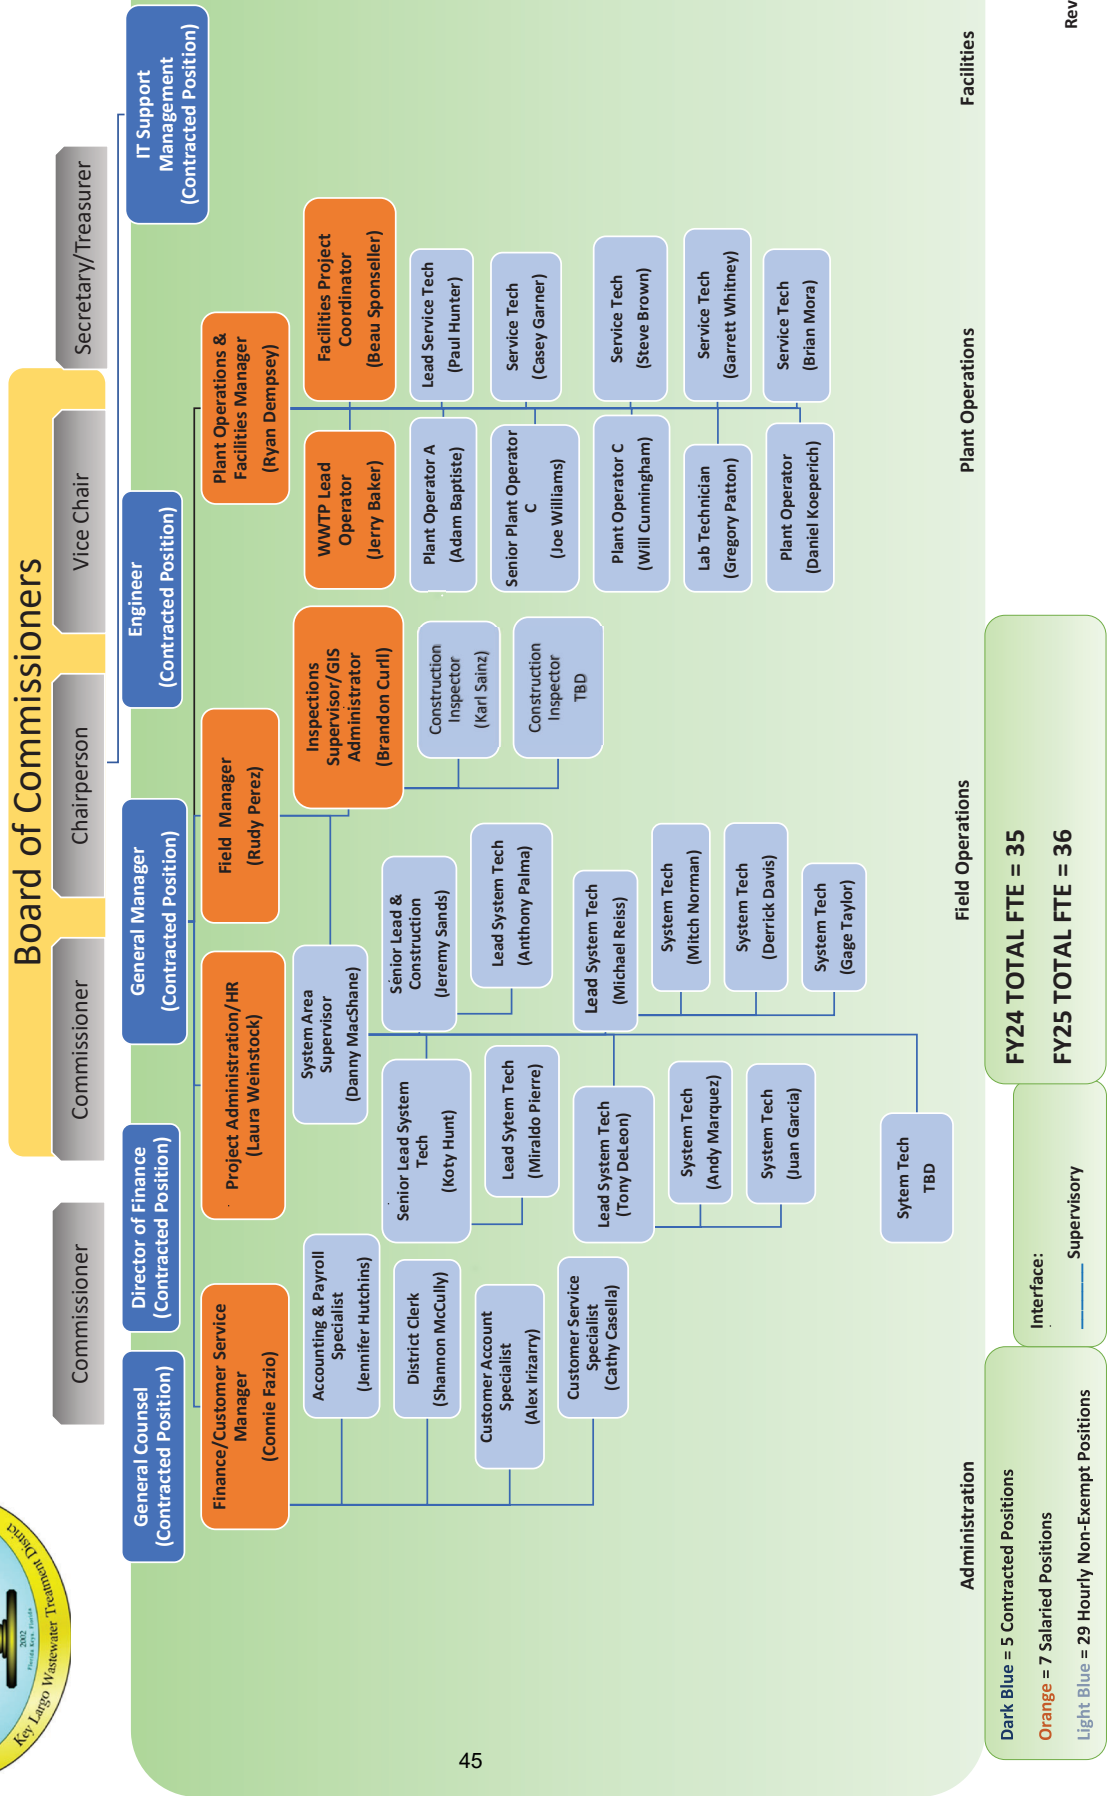 Board of Commissioners
Commissioner
Commissioner
Chairperson
Vice Chair
Secretary/Treasurer
2002
Florida Keys, Florida
Key Largo Wastewater Treatment District
General Counsel
(Contracted Position)
Director of Finance
(Contracted Position)
General Manager
(Contracted Position)
Engineer
(Contracted Position)
IT Support
Management
(Contracted Position)
Finance/Customer Service
Manager
(Connie Fazio)
Project Administration/HR
(Laura Weinstock)
Field Manager
(Rudy Perez)
Plant Operations &
Facilities Manager
(Ryan Dempsey)
Accounting & Payroll
Specialist
(Jennifer Hutchins)
District Clerk
(Shannon McCully)
Customer Account
Specialist
(Alex Irizarry)
Customer Service
Specialist
(Cathy Casella)
System Area
Supervisor
(Danny MacShane)
Senior Lead System
Tech
(Koty Hunt)
Lead Sytem Tech
(Miraldo Pierre)
Lead System Tech
(Tony DeLeon)
System Tech
(Andy Marquez)
System Tech
(Juan Garcia)
Sytem Tech
TBD
Senior Lead &
Construction
(Jeremy Sands)
Lead System Tech
(Anthony Palma)
Lead System Tech
(Michael Reiss)
System Tech
(Mitch Norman)
System Tech
(Derrick Davis)
System Tech
(Gage Taylor)
Inspections
Supervisor/GIS
Administrator
(Brandon Curll)
Construction
Inspector
(Karl Sainz)
Construction
Inspector
TBD
WWTP Lead
Operator
(Jerry Baker)
Plant Operator A
(Adam Baptiste)
Senior Plant Operator
C
(Joe Williams)
Plant Operator C
(Will Cunningham)
Lab Technician
(Gregory Patton)
Plant Operator
(Daniel Koeperich)
Facilities Project
Coordinator
(Beau Sponseller)
Lead Service Tech
(Paul Hunter)
Service Tech
(Casey Garner)
Service Tech
(Steve Brown)
Service Tech
(Garrett Whitney)
Service Tech
(Brian Mora)
Administration
Field Operations
Plant Operations
Facilities
Dark Blue = 5 Contracted Positions
Orange = 7 Salaried Positions
Light Blue = 29 Hourly Non-Exempt Positions
Interface:
Supervisory
FY24 TOTAL FTE = 35
FY25 TOTAL FTE = 36
Rev
45